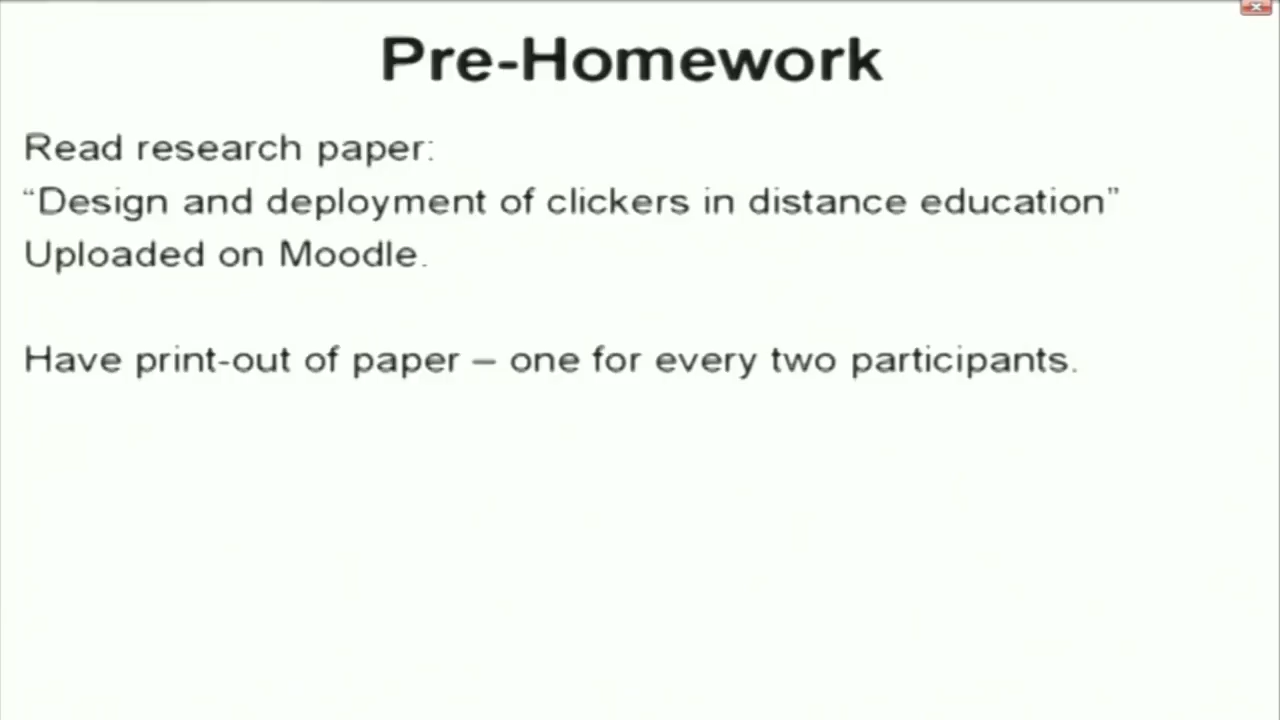 Pre-Homework
Read research paper:
“Design and deployment of clickers in distance education”
Uploaded on Moodle.
Have print-out of paper – one for every two participants.